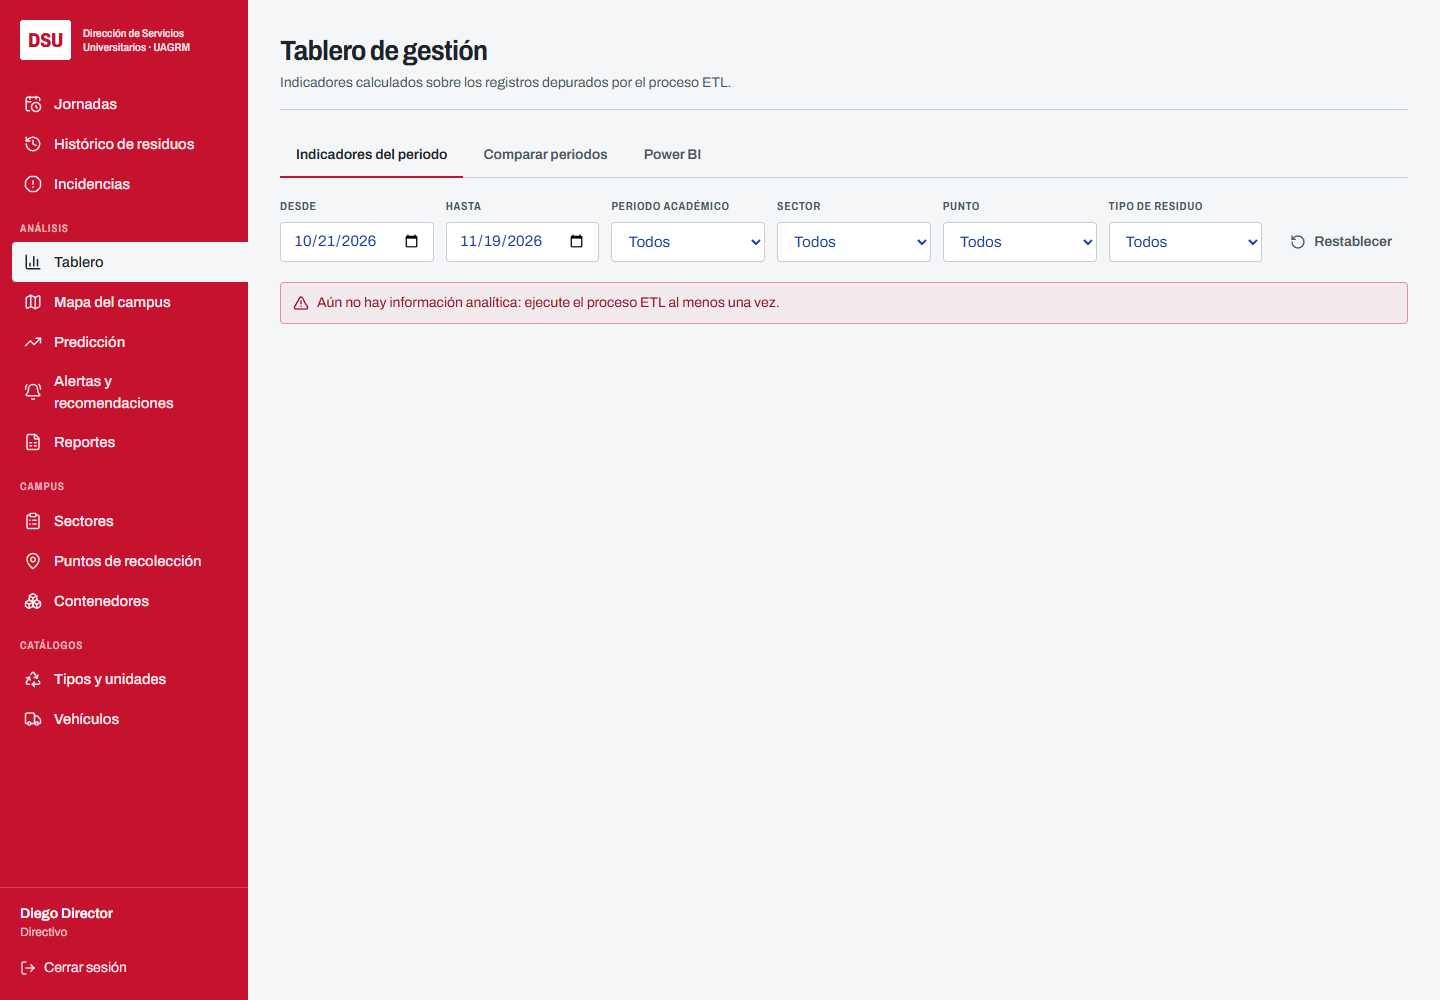 DSU
Dirección de Servicios
Universitarios · UAGRM
Jornadas
Histórico de residuos
Incidencias
ANÁLISIS
Tablero
Mapa del campus
Predicción
Alertas y
recomendaciones
Reportes
CAMPUS
Sectores
Puntos de recolección
Contenedores
CATÁLOGOS
Tipos y unidades
Vehículos
Diego Director
Directivo
Cerrar sesión
Tablero de gestión
Indicadores calculados sobre los registros depurados por el proceso ETL.
Indicadores del periodo Comparar periodos Power BI
DESDE HASTA PERIODO ACADÉMICO SECTOR PUNTO TIPO DE RESIDUO
10/21/2026 11/19/2026 Todos Todos Todos Todos Restablecer
Aún no hay información analítica: ejecute el proceso ETL al menos una vez.